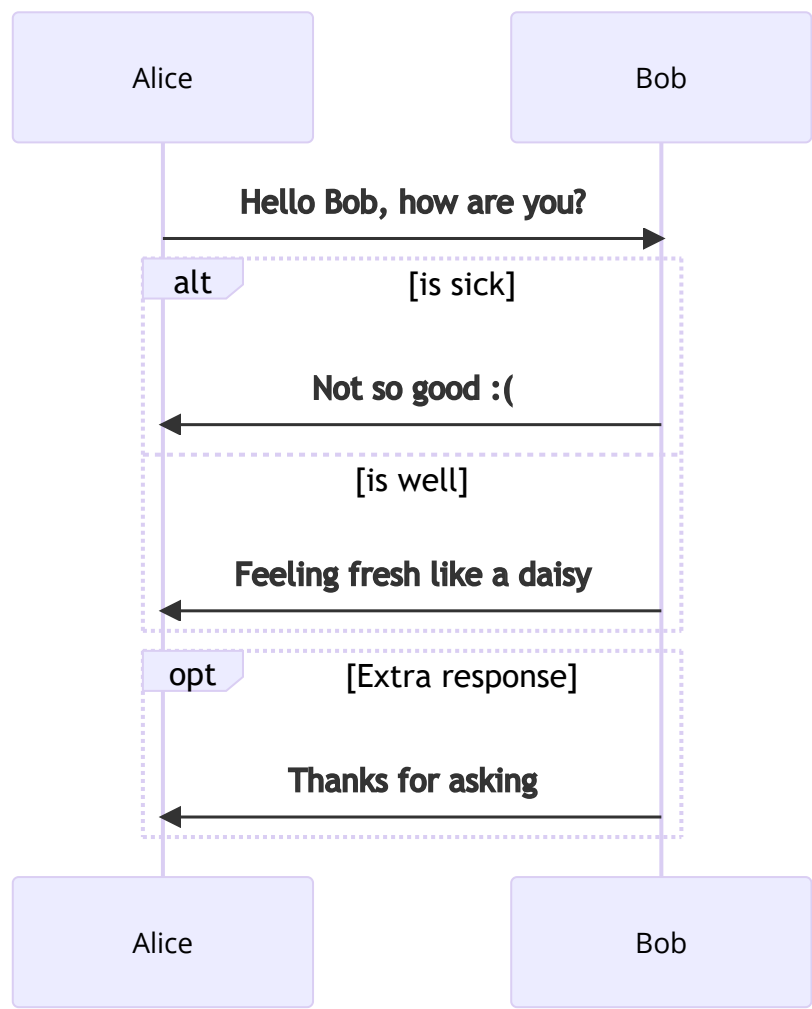 Alice
Bob
Hello Bob, how are you?
alt
[is sick]
Not so good :(
[is well]
Feeling fresh like a daisy
opt
[Extra response]
Thanks for asking
Alice
Bob